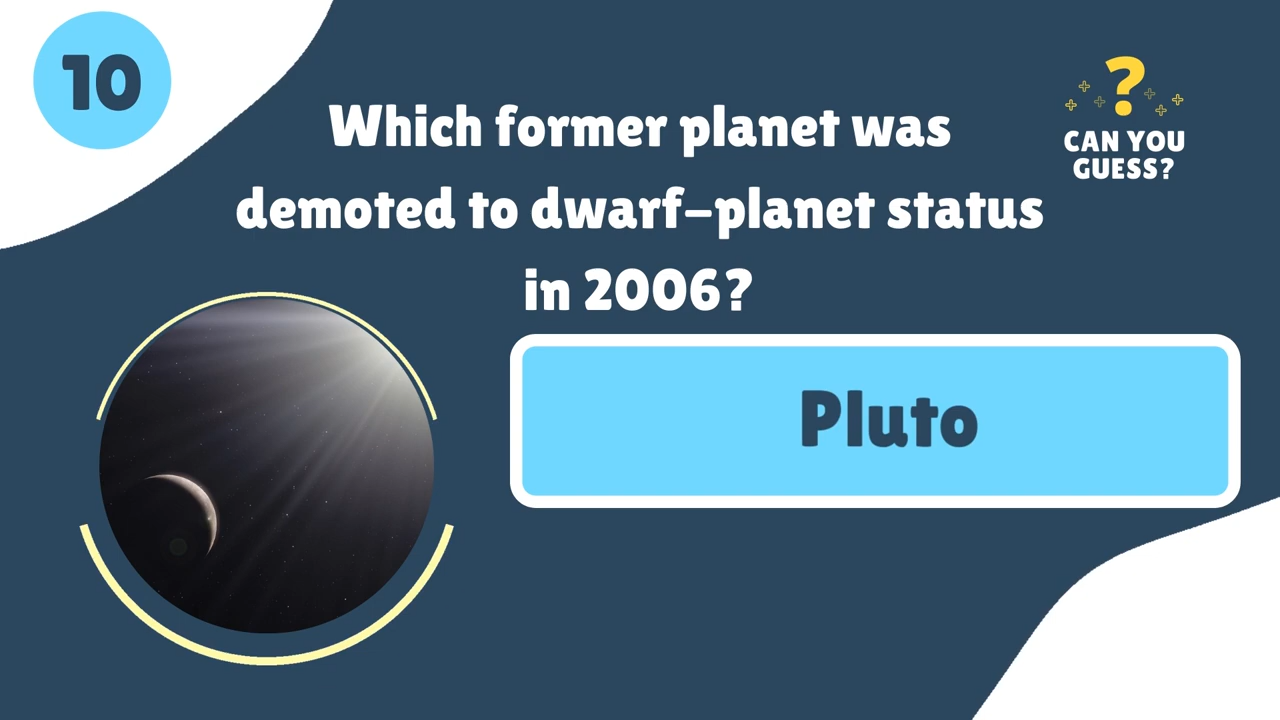 10
Which former planet was
demoted to dwarf-planet status
in 2006?
?
CAN YOU
GUESS?
Pluto